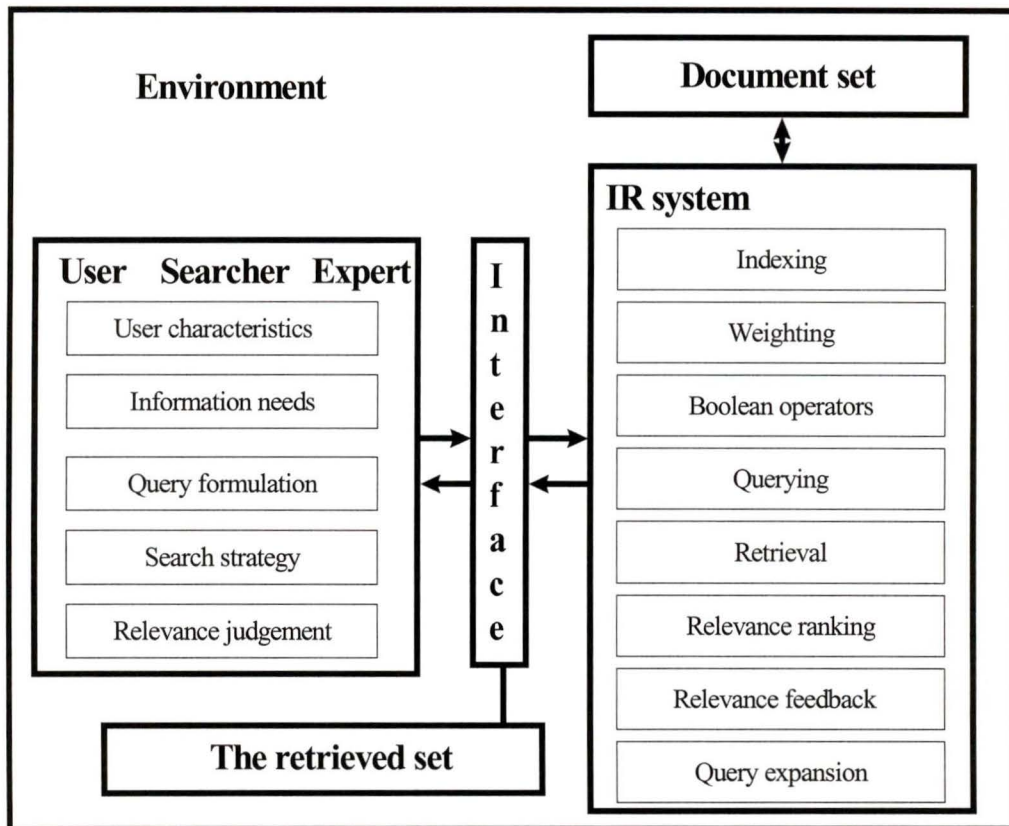 Environment
Document set
IR system
Indexing
Weighting
Boolean operators
Querying
Retrieval
Relevance ranking
Relevance feedback
Query expansion
User Searcher Expert
User characteristics
Information needs
Query formulation
Search strategy
Relevance judgement
Interface
The retrieved set